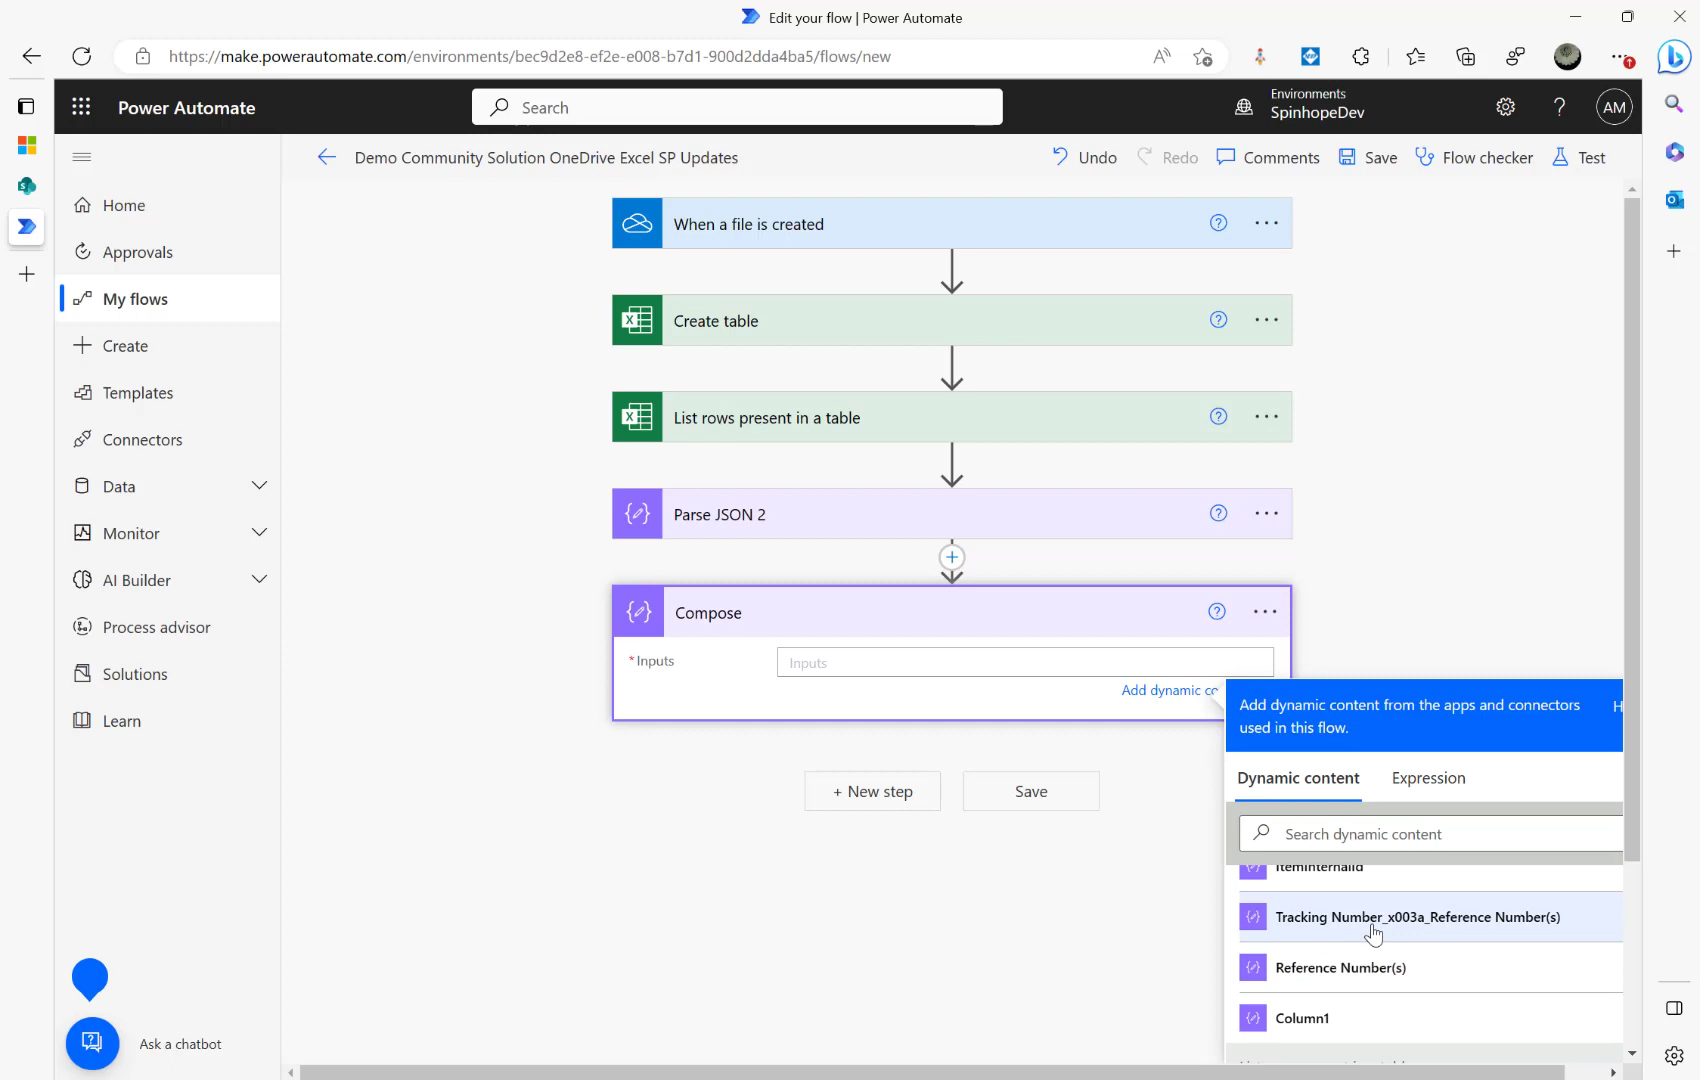 Edit your flow | Power Automate
https://make.powerautomate.com/environments/bec9d2e8-ef2e-e008-b7d1-900d2dda4ba5/flows/new
Power Automate
Search
Environments
SpinhopeDev
AM
Demo Community Solution OneDrive Excel SP Updates
Undo
Redo
Comments
Save
Flow checker
Test
Home
Approvals
My flows
Create
Templates
Connectors
Data
Monitor
AI Builder
Process advisor
Solutions
Learn
Ask a chatbot
When a file is created
Create table
List rows present in a table
Parse JSON 2
Compose
* Inputs
Inputs
Add dynamic co
+ New step
Save
Add dynamic content from the apps and connectors
used in this flow.
H
Dynamic content
Expression
Search dynamic content
ItemInternalId
Tracking Number_x003a_Reference Number(s)
Reference Number(s)
Column1